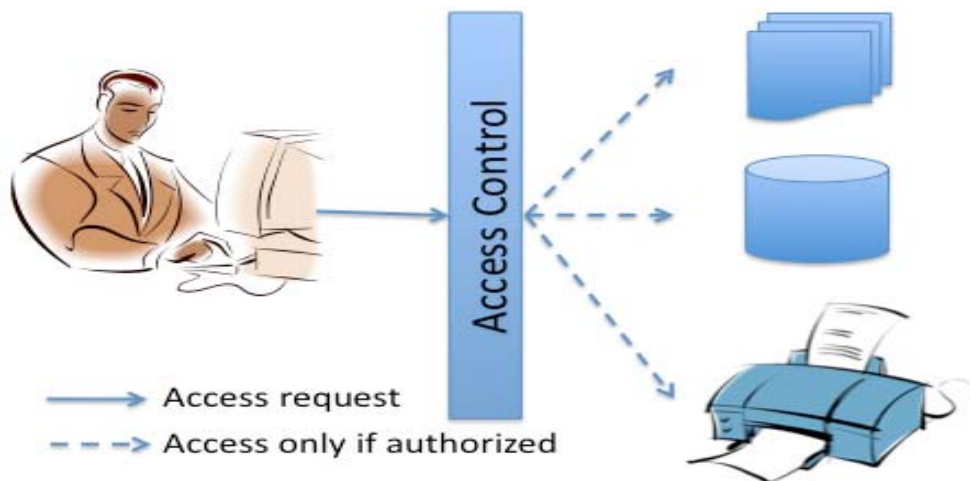 Access Control
Access request
Access only if authorized